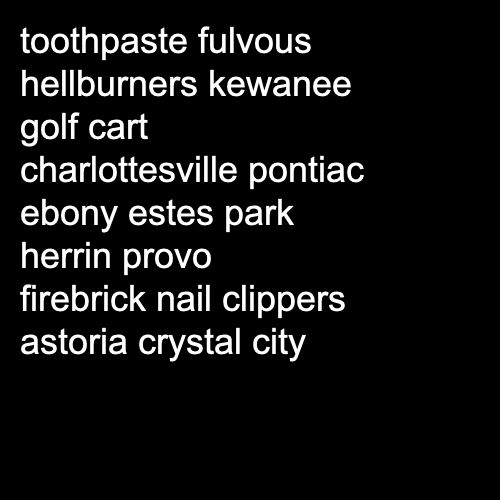 toothpaste fulvous
hellburners kewanee
golf cart
charlottesville pontiac
ebony estes park
herrin provo
firebrick nail clippers
astoria crystal city